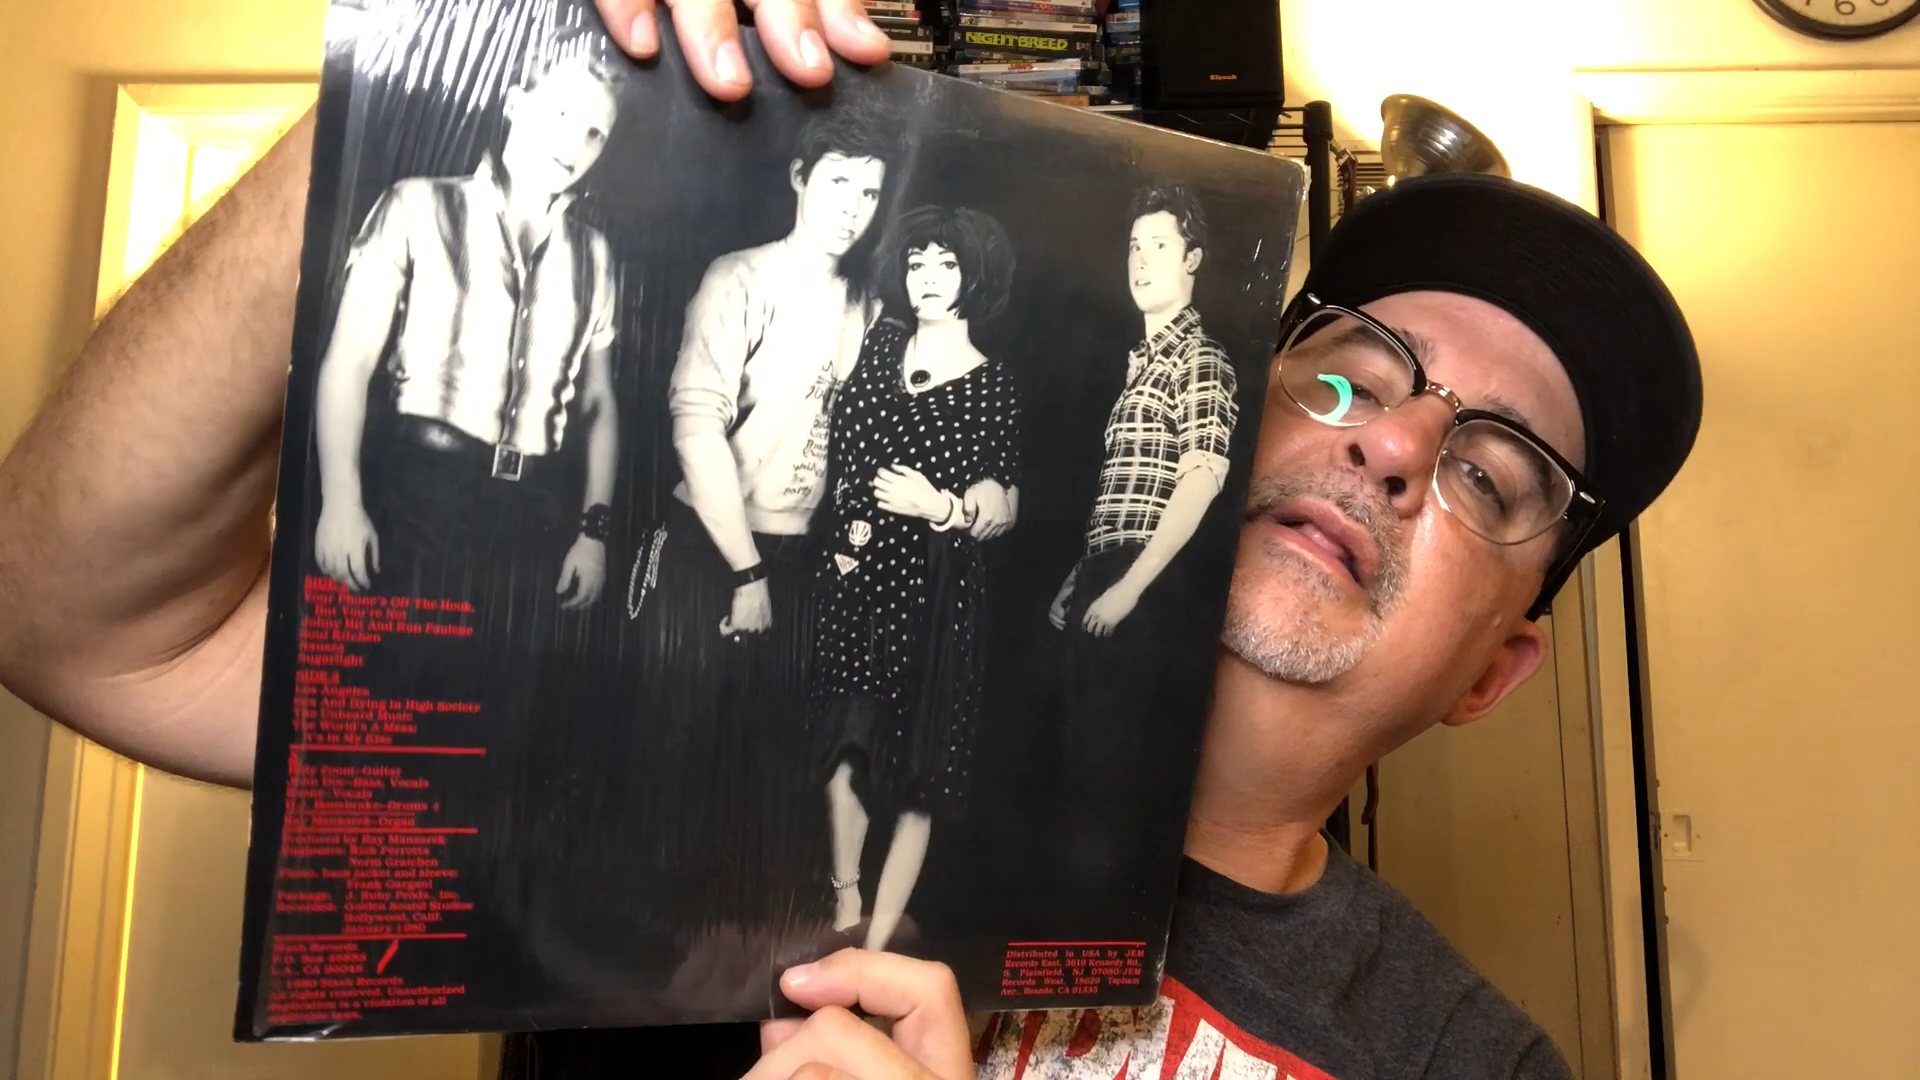 NIGHTBREED
Klipsch
6
SIDE 1
Your Phone's Off The Hook,
But You're Not
Johny Hit And Run Paulene
Soul Kitchen
Nausea
Sugarlight
SIDE 2
Los Angeles
Sex And Dying In High Society
The Unheard Music
The World's A Mess;
It's In My Kiss
X
Billy Zoom-Guitar
John Doe-Bass, Vocals
Exene-Vocals
D.J. Bonebrake-Drums +
Ray Manzarek-Organ
Produced by Ray Manzarek
Engineers: Rick Perrotta
Norm Graichen
Photo, back jacket and sleeve:
Frank Gargani
Package: J. Ruby Prods., Inc.
Recorded: Golden Sound Studios
Hollywood, Calif.
January 1980
Slash Records
P.O. Box 48888
L.A., CA 90048
© 1980 Slash Records
All rights reserved. Unauthorized
duplication is a violation of all
applicable laws.
Distributed in USA by JEM
Records East, 3619 Kennedy Rd.,
S. Plainfield, NJ 07080/JEM
Records West, 18629 Topham
Ave., Reseda, CA 91335